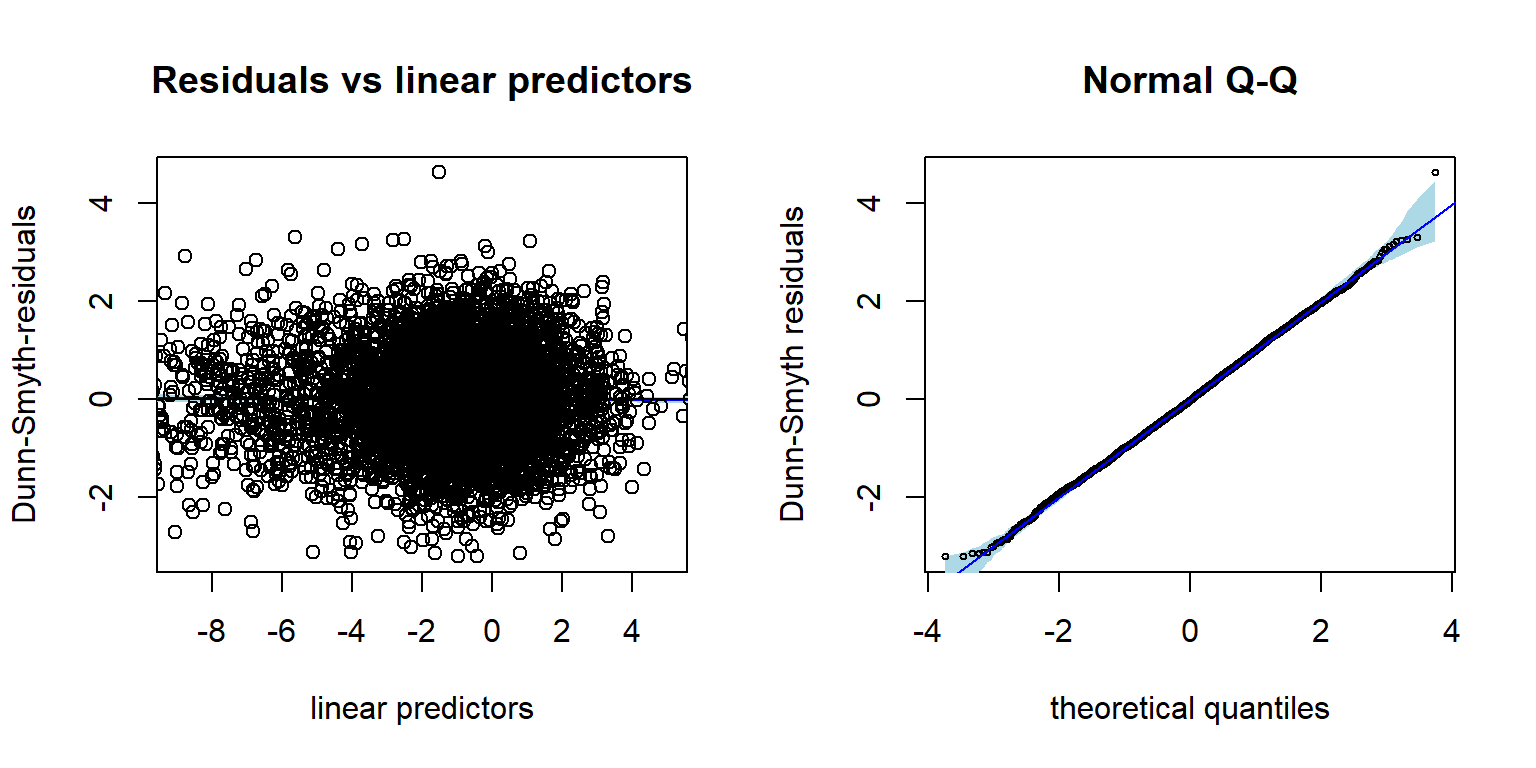 Residuals vs linear predictors
Dunn-Smyth-residuals
4
2
0
-2
-8 -6 -4 -2 0 2 4
linear predictors
Normal Q-Q
Dunn-Smyth residuals
4
2
0
-2
-4 -2 0 2 4
theoretical quantiles